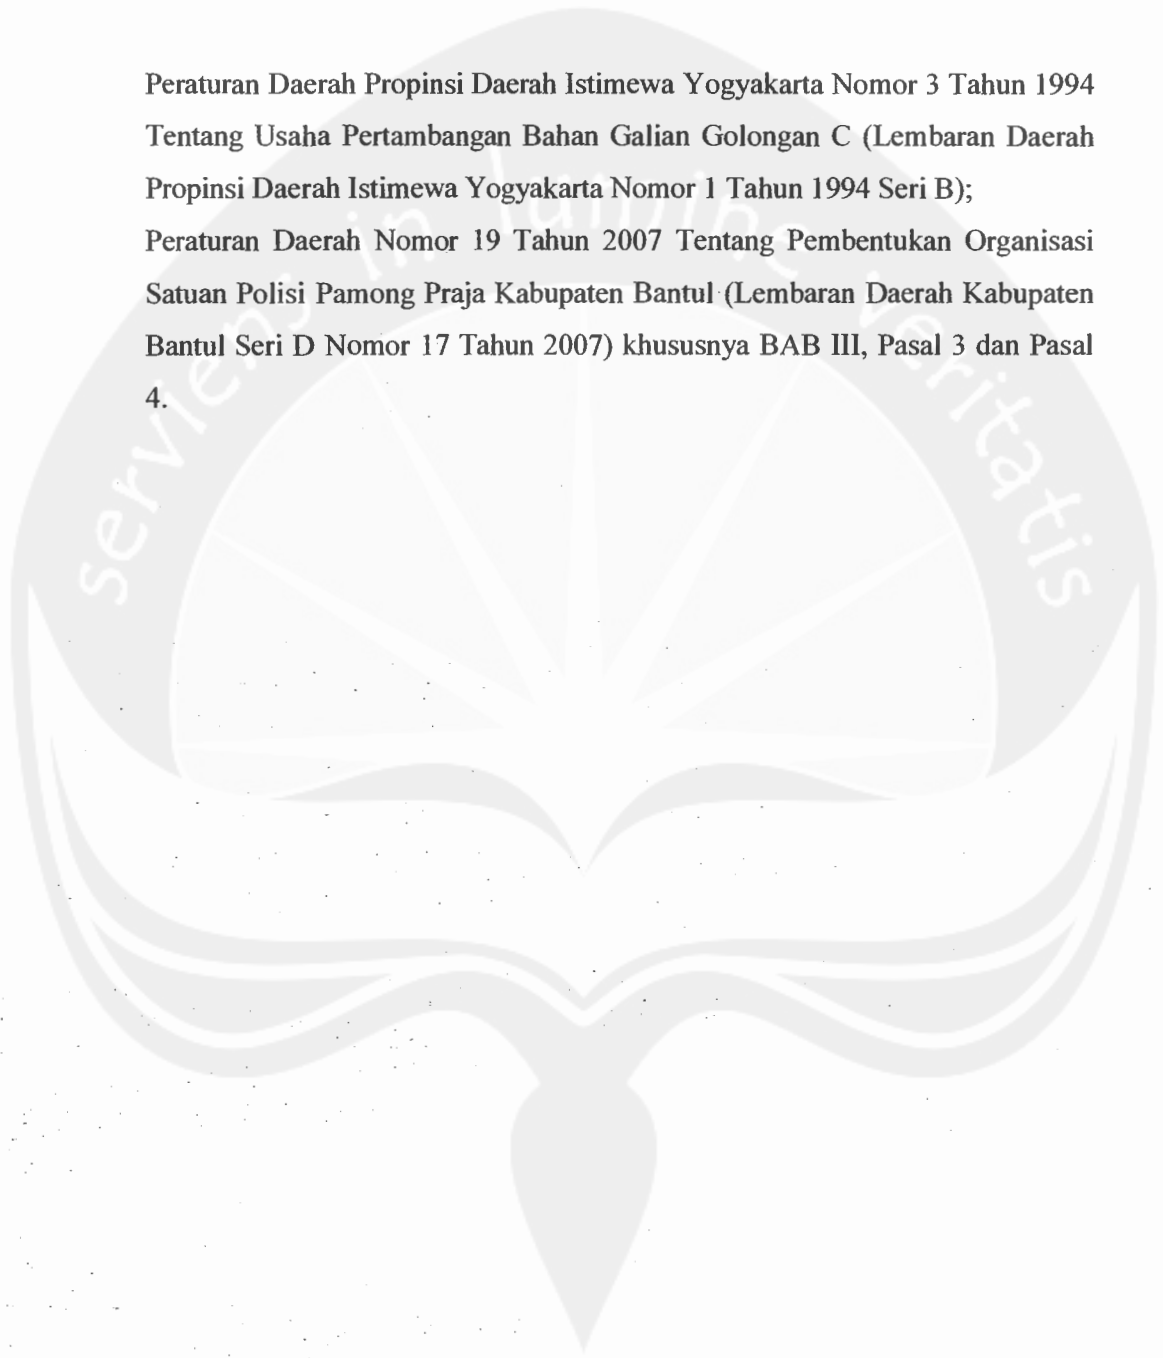 Peraturan Daerah Propinsi Daerah Istimewa Yogyakarta Nomor 3 Tahun 1994
Tentang Usaha Pertambangan Bahan Galian Golongan C (Lembaran Daerah
Propinsi Daerah Istimewa Yogyakarta Nomor 1 Tahun 1994 Seri B);
Peraturan Daerah Nomor 19 Tahun 2007 Tentang Pembentukan Organisasi
Satuan Polisi Pamong Praja Kabupaten Bantul (Lembaran Daerah Kabupaten
Bantul Seri D Nomor 17 Tahun 2007) khususnya BAB III, Pasal 3 dan Pasal
4.
serviens in lumine veritatis